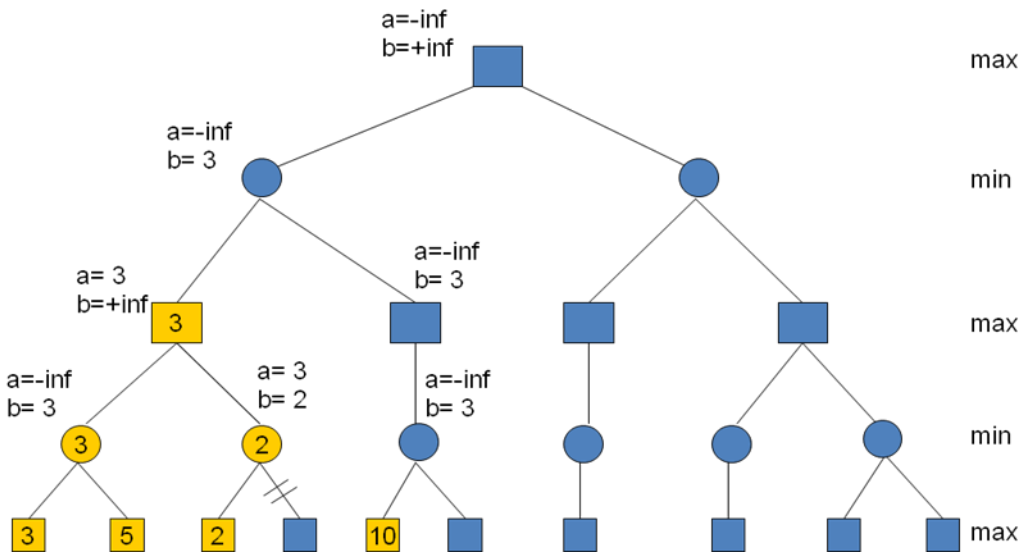 a=-inf
b=+inf
max
a=-inf
b= 3
min
a=-inf
b= 3
a= 3
b=+inf
3
max
a= 3
b= 2
a=-inf
b= 3
a=-inf
b= 3
3
2
min
3
5
2
10
max